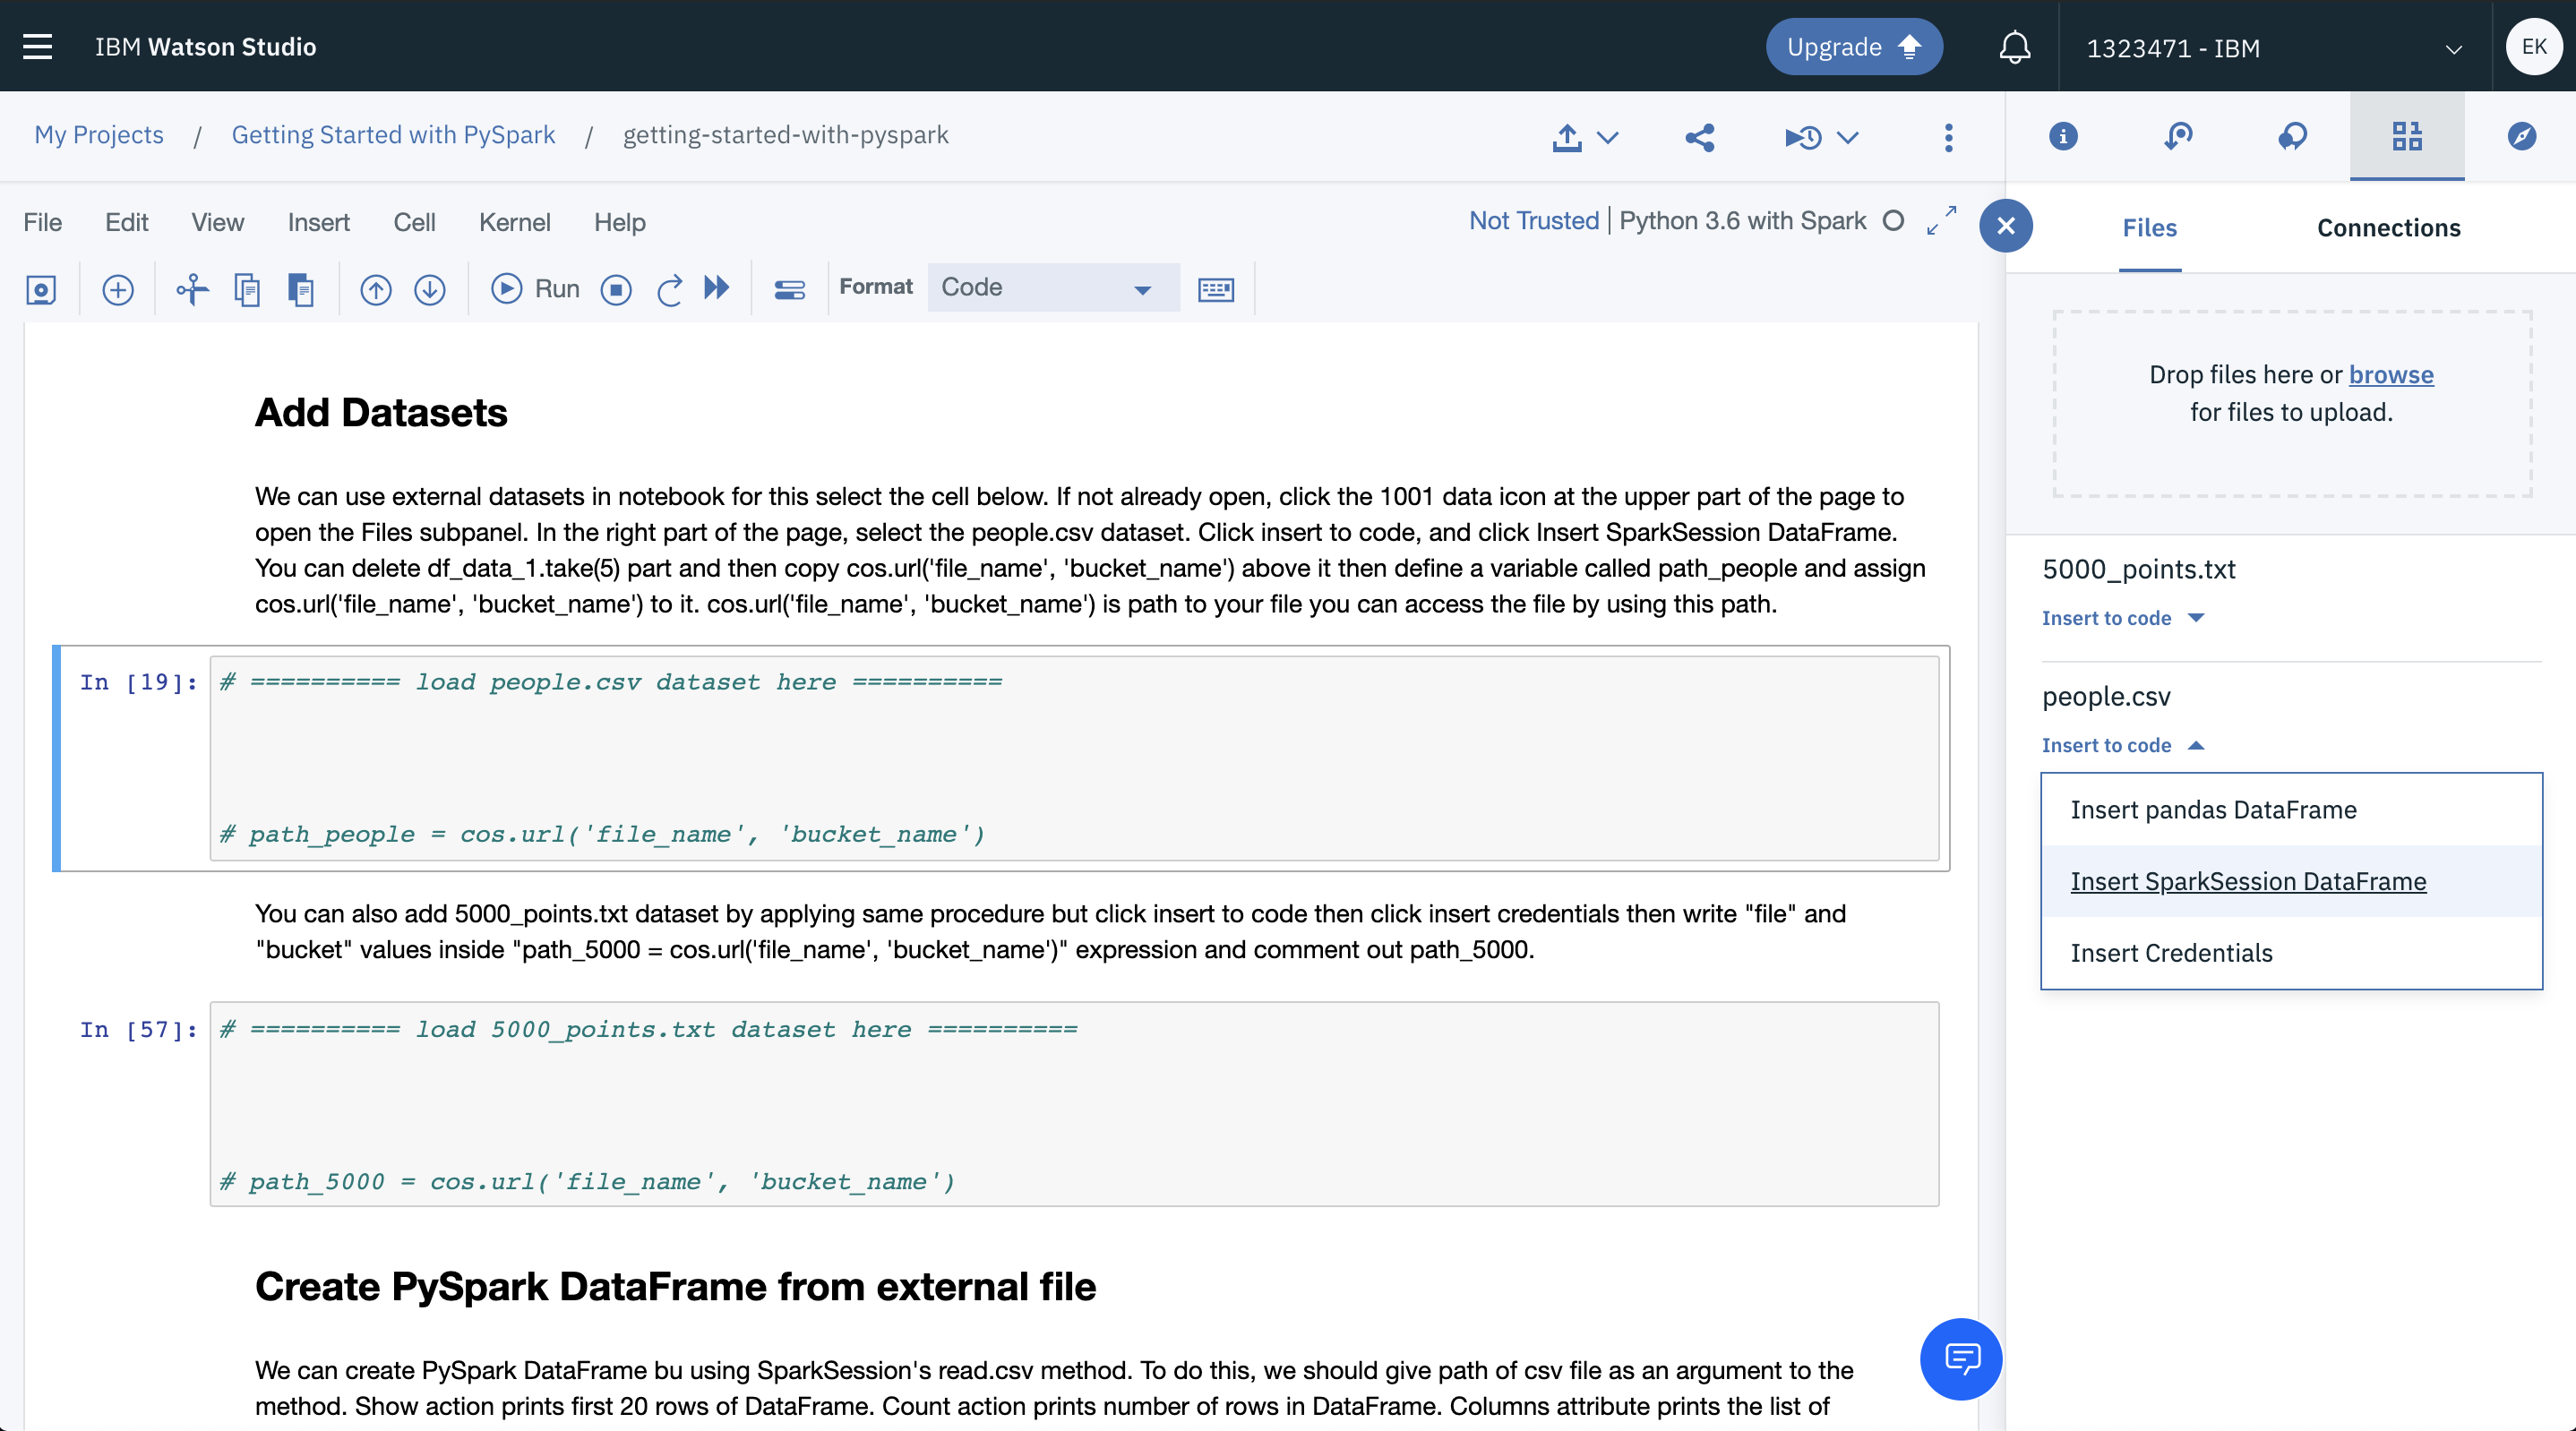 IBM Watson Studio
Upgrade
1323471 - IBM
EK
My Projects / Getting Started with PySpark / getting-started-with-pyspark
File Edit View Insert Cell Kernel Help
Not Trusted | Python 3.6 with Spark
Run
Format
Code
Add Datasets
We can use external datasets in notebook for this select the cell below. If not already open, click the 1001 data icon at the upper part of the page to
open the Files subpanel. In the right part of the page, select the people.csv dataset. Click insert to code, and click Insert SparkSession DataFrame.
You can delete df_data_1.take(5) part and then copy cos.url('file_name', 'bucket_name') above it then define a variable called path_people and assign
cos.url('file_name', 'bucket_name') to it. cos.url('file_name', 'bucket_name') is path to your file you can access the file by using this path.
In [19]: # ========== load people.csv dataset here ==========
# path_people = cos.url('file_name', 'bucket_name')
You can also add 5000_points.txt dataset by applying same procedure but click insert to code then click insert credentials then write "file" and
"bucket" values inside "path_5000 = cos.url('file_name', 'bucket_name')" expression and comment out path_5000.
In [57]: # ========== load 5000_points.txt dataset here ==========
# path_5000 = cos.url('file_name', 'bucket_name')
Create PySpark DataFrame from external file
We can create PySpark DataFrame bu using SparkSession's read.csv method. To do this, we should give path of csv file as an argument to the
method. Show action prints first 20 rows of DataFrame. Count action prints number of rows in DataFrame. Columns attribute prints the list of
Files
Connections
Drop files here or browse
for files to upload.
5000_points.txt
Insert to code
people.csv
Insert to code
Insert pandas DataFrame
Insert SparkSession DataFrame
Insert Credentials